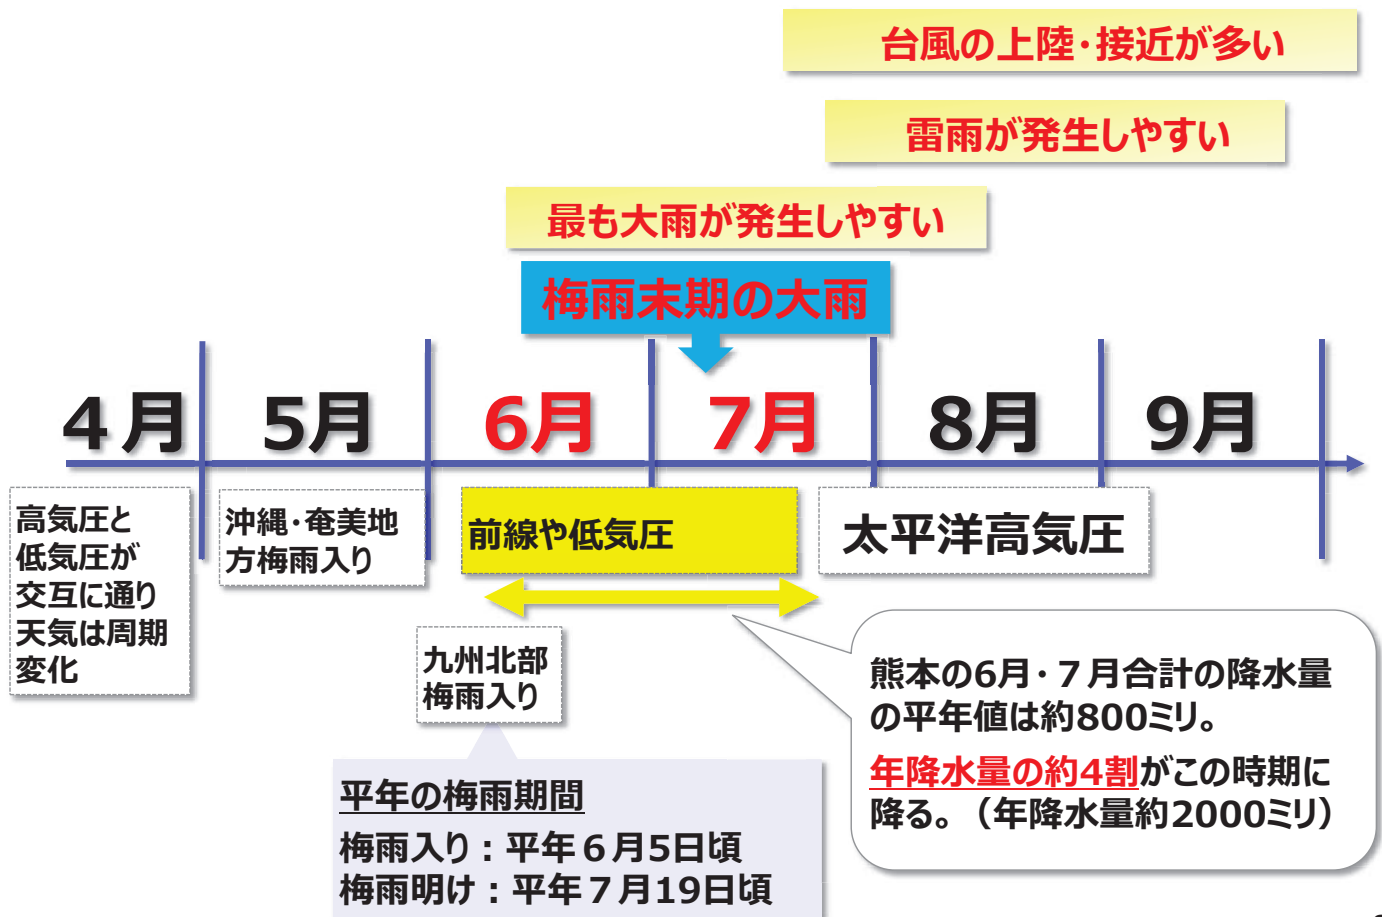 台風の上陸・接近が多い
雷雨が発生しやすい
最も大雨が発生しやすい
梅雨末期の大雨
４月
5月
6月
7月
8月
9月
高気圧と
低気圧が
交互に通り
天気は周期
変化
沖縄・奄美地
方梅雨入り
前線や低気圧
太平洋高気圧
九州北部
梅雨入り
熊本の6月・７月合計の降水量
の平年値は約800ミリ。
年降水量の約4割がこの時期に
降る。（年降水量約2000ミリ）
平年の梅雨期間
梅雨入り：平年６月5日頃
梅雨明け：平年７月19日頃